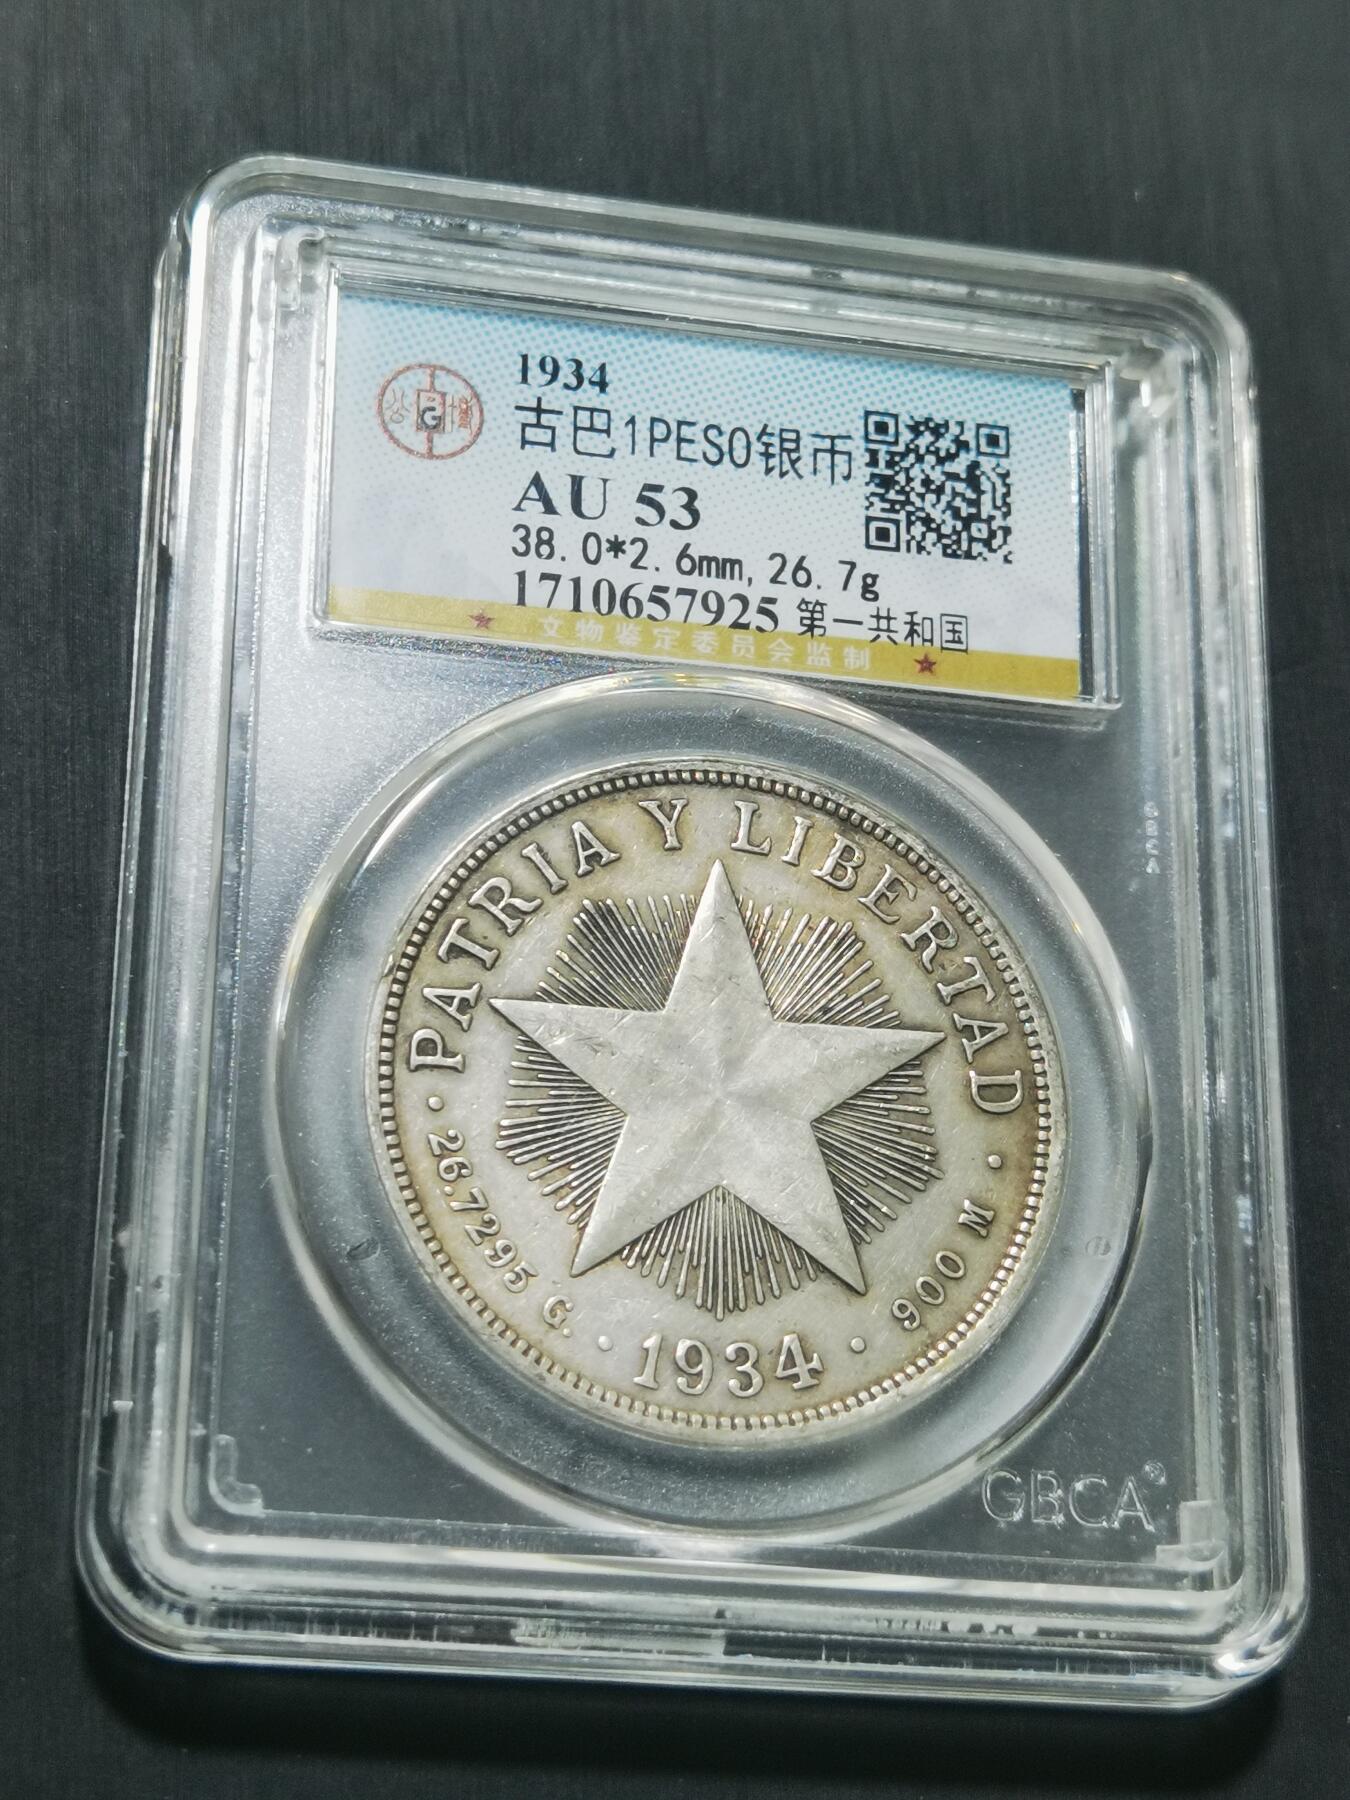 1934
古巴1PESO银币
AU 53
38.0*2.6mm,26.7g
1710657925 第一共和国
文物鉴定委员会监制
公 G 博
PATRIA Y LIBERTAD
· 26.7295 G. · 1934 · 900 M ·
GBCA®